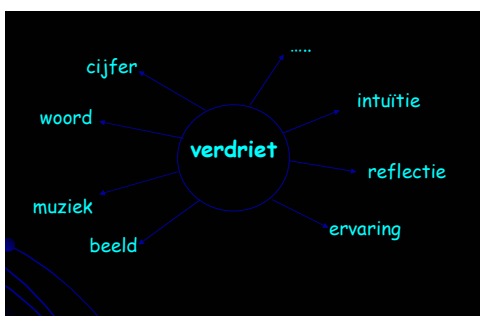 …..
cijfer
intuïtie
woord
verdriet
reflectie
muziek
ervaring
beeld